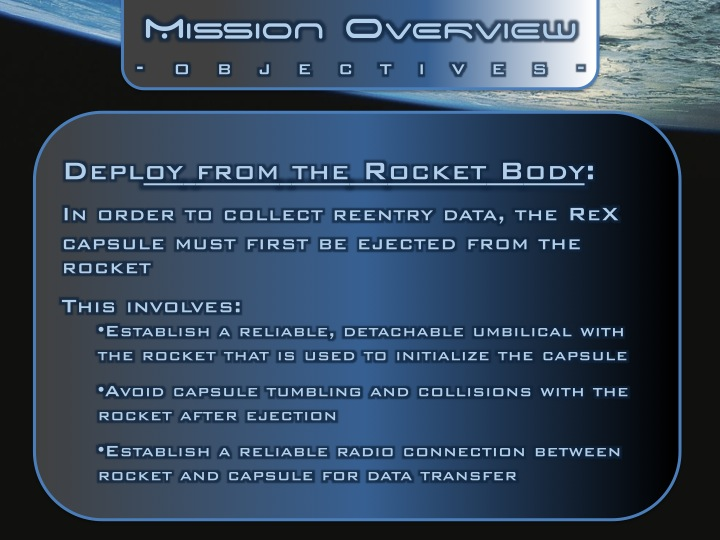 Mission Overview
- OBJECTIVES -
Deploy from the Rocket Body:
In order to collect reentry data, the ReX
capsule must first be ejected from the
rocket
This involves:
•Establish a reliable, detachable umbilical with
the rocket that is used to initialize the capsule
•Avoid capsule tumbling and collisions with the
rocket after ejection
•Establish a reliable radio connection between
rocket and capsule for data transfer